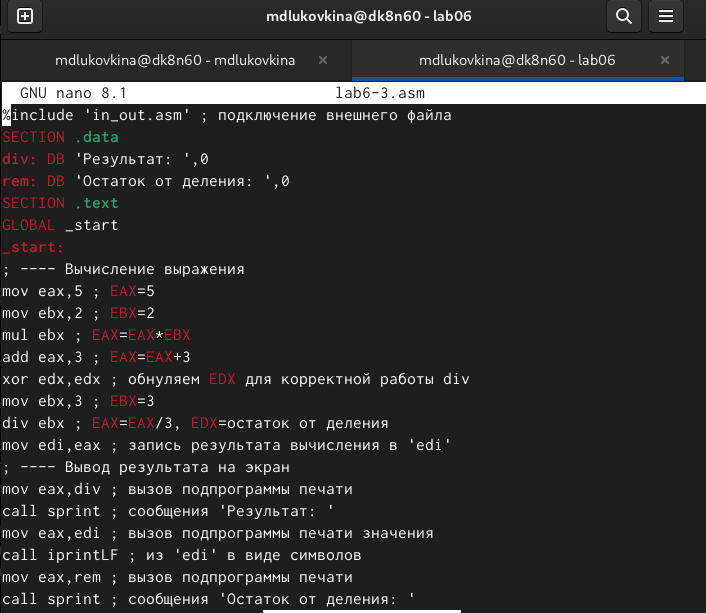 mdlukovkina@dk8n60 - lab06
mdlukovkina@dk8n60 - mdlukovkina
mdlukovkina@dk8n60 - lab06
GNU nano 8.1 lab6-3.asm
%include 'in_out.asm' ; подключение внешнего файла
SECTION .data
div: DB 'Результат: ',0
rem: DB 'Остаток от деления: ',0
SECTION .text
GLOBAL _start
_start:
; ---- Вычисление выражения
mov eax,5 ; EAX=5
mov ebx,2 ; EBX=2
mul ebx ; EAX=EAX*EBX
add eax,3 ; EAX=EAX+3
xor edx,edx ; обнуляем EDX для корректной работы div
mov ebx,3 ; EBX=3
div ebx ; EAX=EAX/3, EDX=остаток от деления
mov edi,eax ; запись результата вычисления в 'edi'
; ---- Вывод результата на экран
mov eax,div ; вызов подпрограммы печати
call sprint ; сообщения 'Результат: '
mov eax,edi ; вызов подпрограммы печати значения
call iprintLF ; из 'edi' в виде символов
mov eax,rem ; вызов подпрограммы печати
call sprint ; сообщения 'Остаток от деления: '